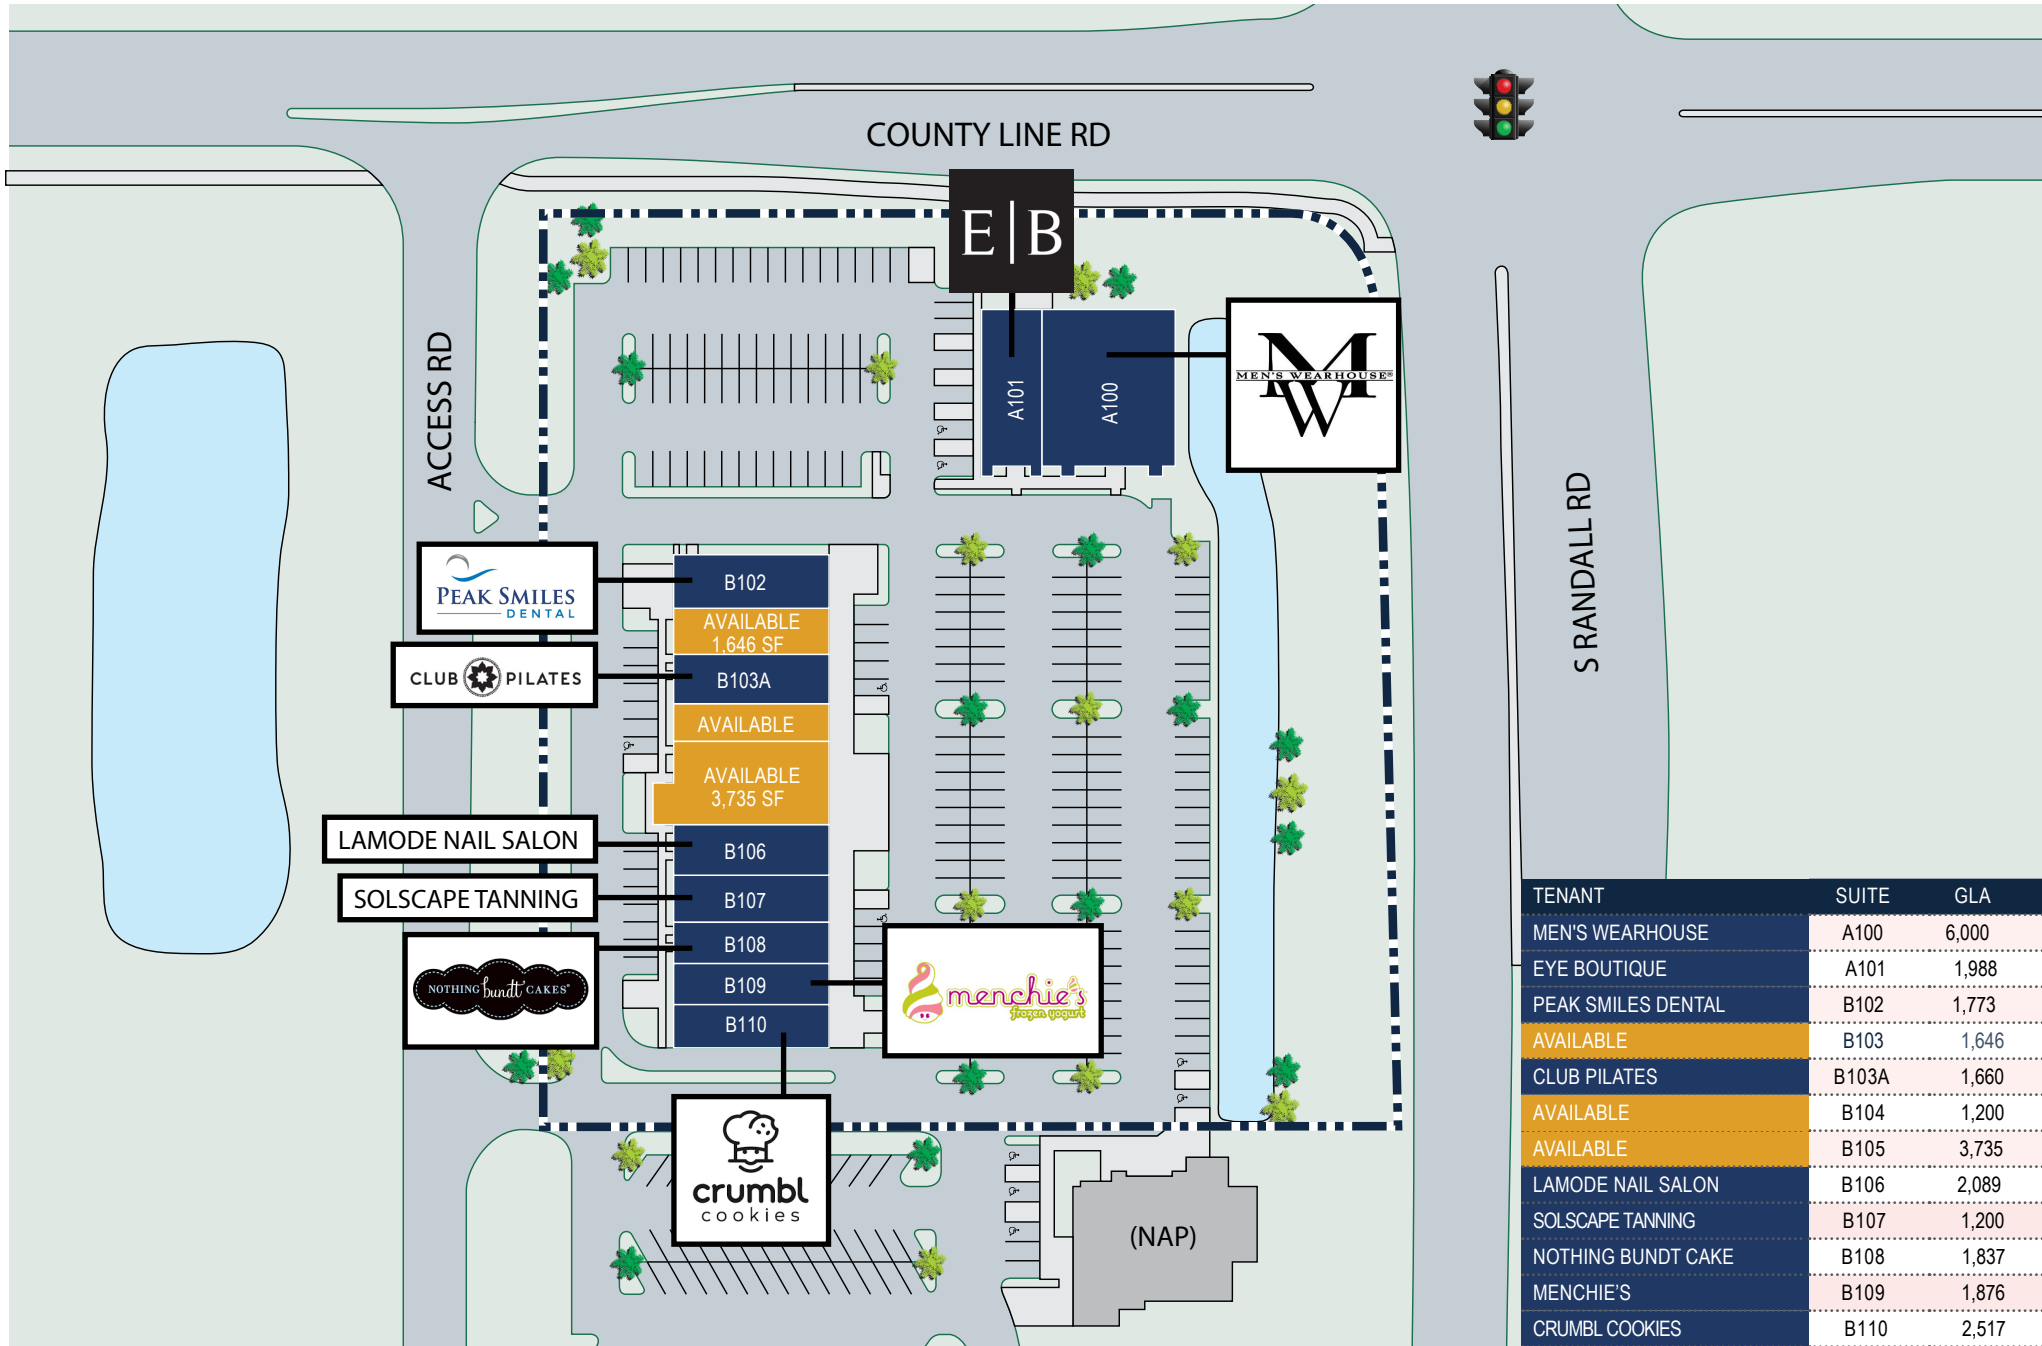 COUNTY LINE RD
E|B
MEN'S WEARHOUSE®
MW
ACCESS RD
A101
A100
S RANDALL RD
PEAK SMILES
DENTAL
B102
AVAILABLE
1,646 SF
CLUB PILATES
B103A
AVAILABLE
AVAILABLE
3,735 SF
LAMODE NAIL SALON
B106
SOLSCAPE TANNING
B107
NOTHING bundt CAKES®
B108
B109
menchie's
frozen yogurt
B110
crumbl
cookies
(NAP)
TENANT SUITE GLA
MEN'S WEARHOUSE A100 6,000
EYE BOUTIQUE A101 1,988
PEAK SMILES DENTAL B102 1,773
AVAILABLE B103 1,646
CLUB PILATES B103A 1,660
AVAILABLE B104 1,200
AVAILABLE B105 3,735
LAMODE NAIL SALON B106 2,089
SOLSCAPE TANNING B107 1,200
NOTHING BUNDT CAKE B108 1,837
MENCHIE’S B109 1,876
CRUMBL COOKIES B110 2,517